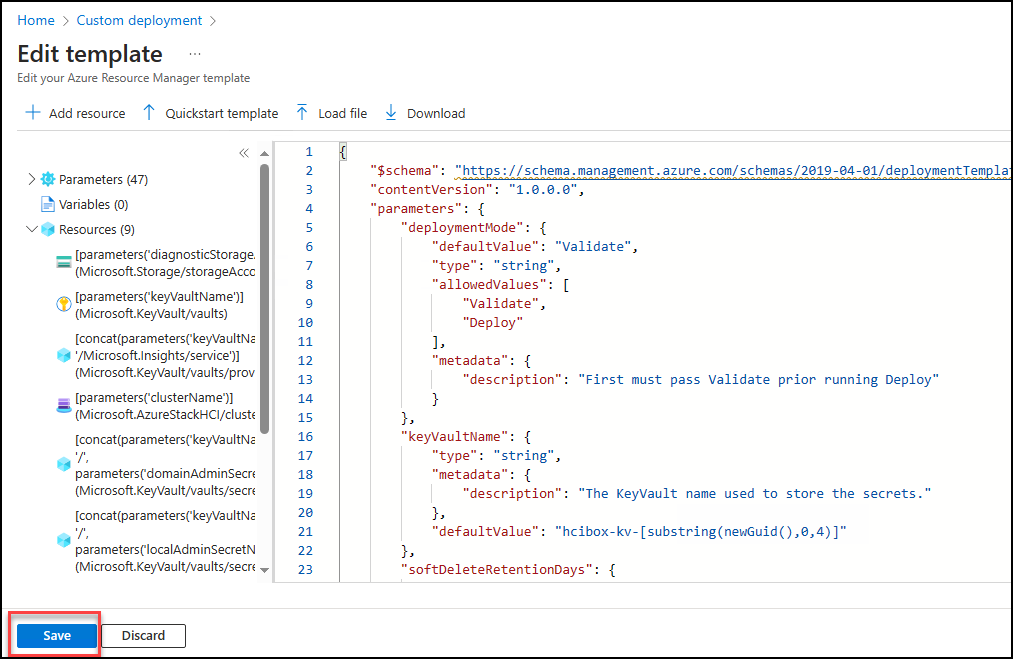 Home > Custom deployment >
Edit template ...
Edit your Azure Resource Manager template
Add resource Quickstart template Load file Download
Parameters (47)
Variables (0)
Resources (9)
[parameters('diagnosticStorage
(Microsoft.Storage/storageAcco
[parameters('keyVaultName')]
(Microsoft.KeyVault/vaults)
[concat(parameters('keyVaultNa
'/Microsoft.Insights/service')]
(Microsoft.KeyVault/vaults/prov
[parameters('clusterName')]
(Microsoft.AzureStackHCI/cluste
[concat(parameters('keyVaultNa
'/',
parameters('domainAdminSecre
(Microsoft.KeyVault/vaults/secre
[concat(parameters('keyVaultNa
'/',
parameters('localAdminSecretN
(Microsoft.KeyVault/vaults/secre
1 {
2 "$schema": "https://schema.management.azure.com/schemas/2019-04-01/deploymentTemplat
3 "contentVersion": "1.0.0.0",
4 "parameters": {
5 "deploymentMode": {
6 "defaultValue": "Validate",
7 "type": "string",
8 "allowedValues": [
9 "Validate",
10 "Deploy"
11 ],
12 "metadata": {
13 "description": "First must pass Validate prior running Deploy"
14 }
15 },
16 "keyVaultName": {
17 "type": "string",
18 "metadata": {
19 "description": "The KeyVault name used to store the secrets."
20 },
21 "defaultValue": "hcibox-kv-[substring(newGuid(),0,4)]"
22 },
23 "softDeleteRetentionDays": {
Save Discard